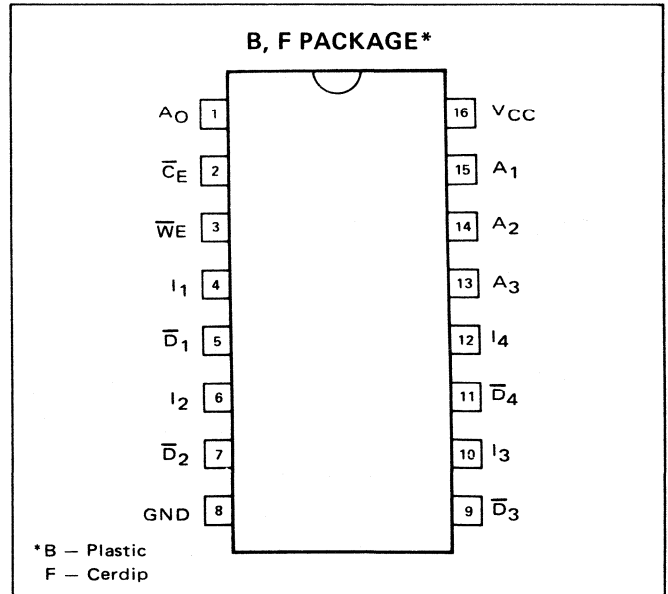 B, F PACKAGE*
A0 1 16 VCC
C̅E 2 15 A1
W̅E 3 14 A2
I1 4 13 A3
D̅1 5 12 I4
I2 6 11 D̅4
D̅2 7 10 I3
GND 8 9 D̅3
*B — Plastic
F — Cerdip